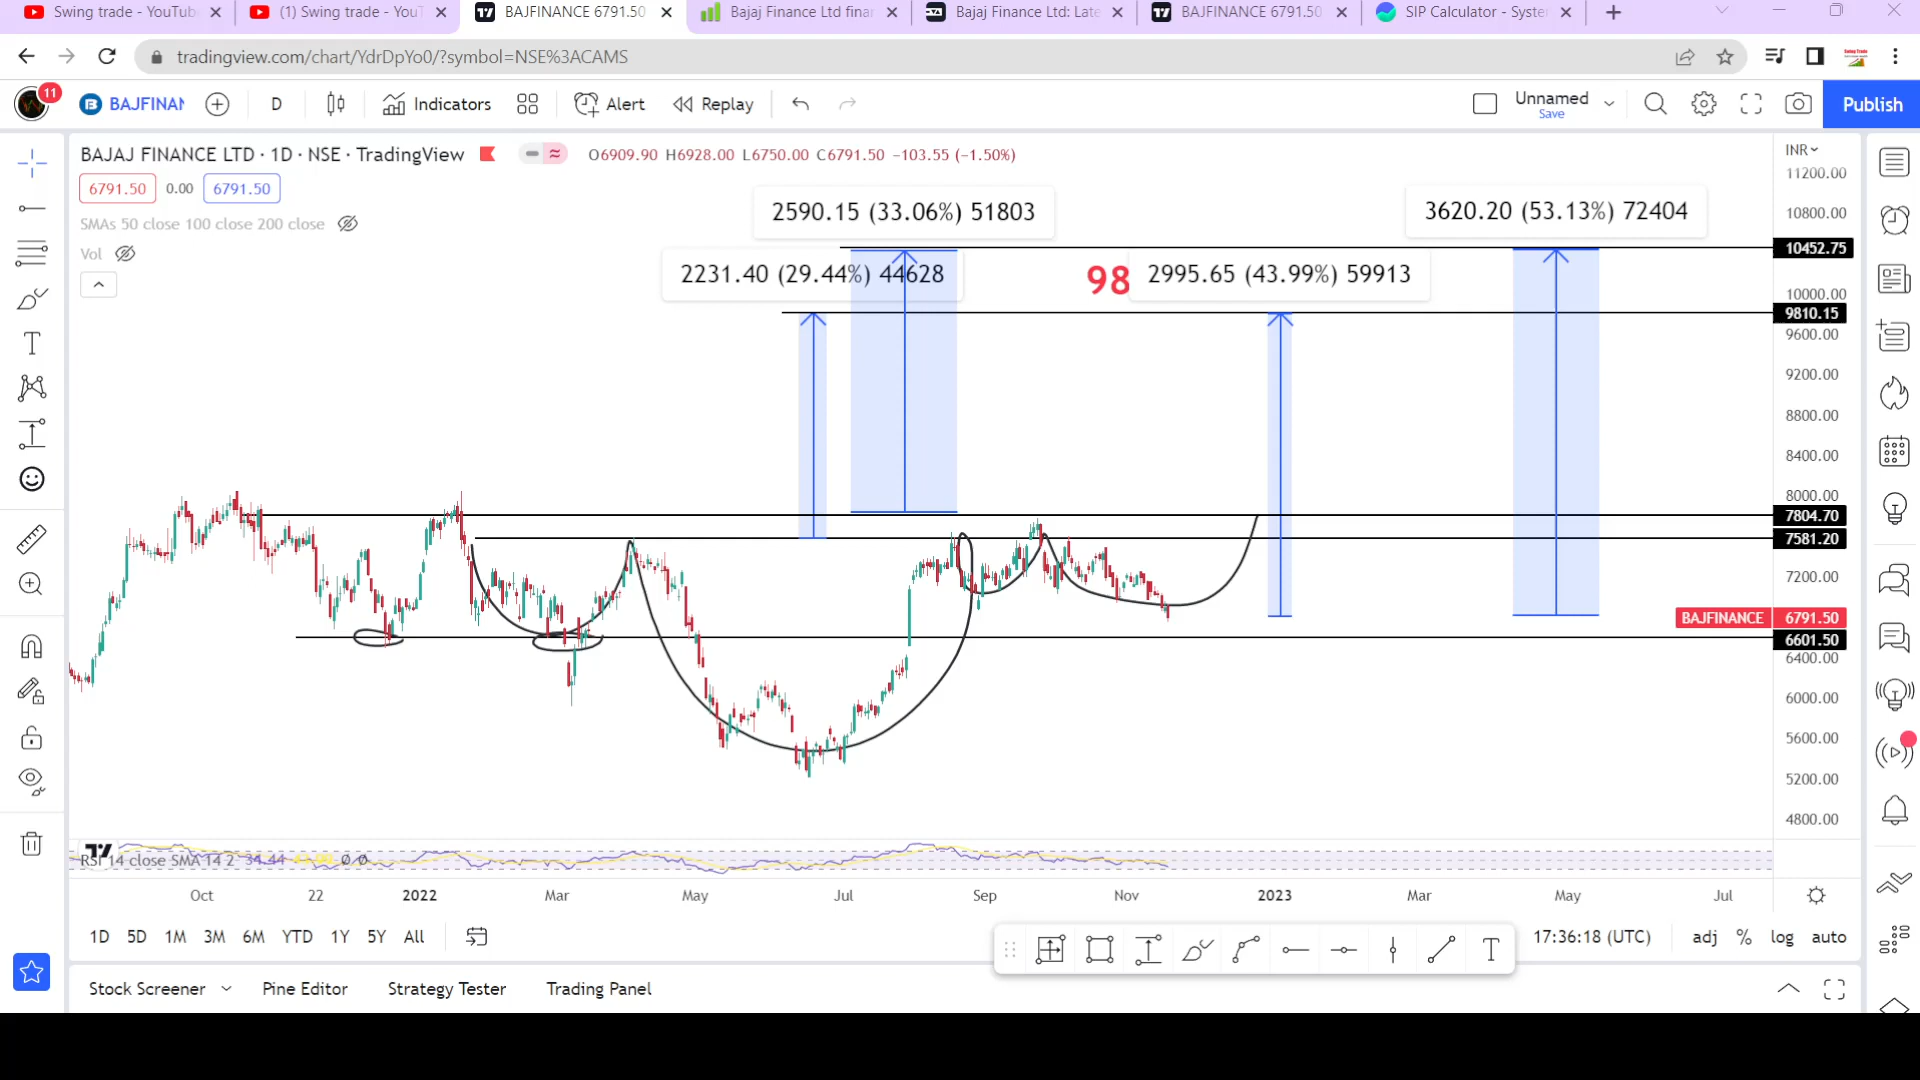 Swing trade - YouTub
(1) Swing trade - YouT
BAJFINANCE 6791.50
Bajaj Finance Ltd finar
Bajaj Finance Ltd: Late
BAJFINANCE 6791.50
SIP Calculator - Syste
tradingview.com/chart/YdrDpYo0/?symbol=NSE%3ACAMS
11
BAJFINAN
D
Indicators
Alert
Replay
Unnamed
Save
Publish
BAJAJ FINANCE LTD · 1D · NSE · TradingView
O6909.90 H6928.00 L6750.00 C6791.50 −103.55 (−1.50%)
INR
6791.50
0.00
6791.50
SMAs 50 close 100 close 200 close
Vol
2590.15 (33.06%) 51803
3620.20 (53.13%) 72404
2231.40 (29.44%) 44628
98
2995.65 (43.99%) 59913
11200.00
10800.00
10452.75
10000.00
9810.15
9600.00
9200.00
8800.00
8400.00
8000.00
7804.70
7581.20
7200.00
BAJFINANCE 6791.50
6601.50
6400.00
6000.00
5600.00
5200.00
4800.00
RSI 14 close SMA 14 2 34.44
Oct
22
2022
Mar
May
Jul
Sep
Nov
2023
Mar
May
Jul
1D
5D
1M
3M
6M
YTD
1Y
5Y
All
17:36:18 (UTC)
adj
%
log
auto
Stock Screener
Pine Editor
Strategy Tester
Trading Panel